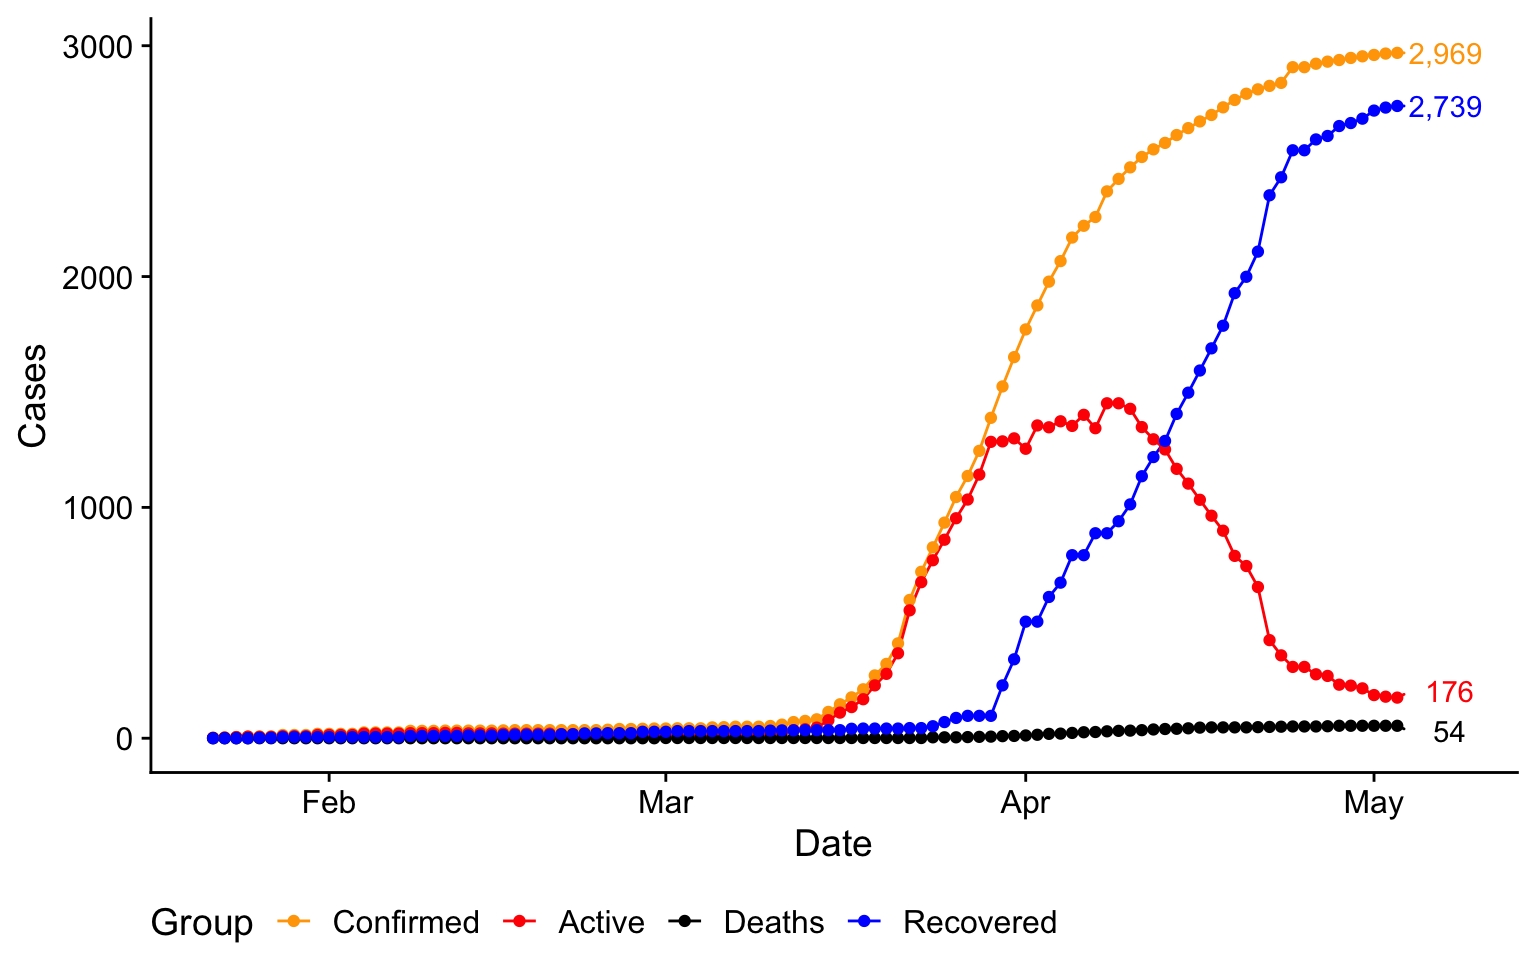 3000
2,969
2,739
2000
Cases
1000
176
54
0
Feb Mar Apr May
Date
Group Confirmed Active Deaths Recovered